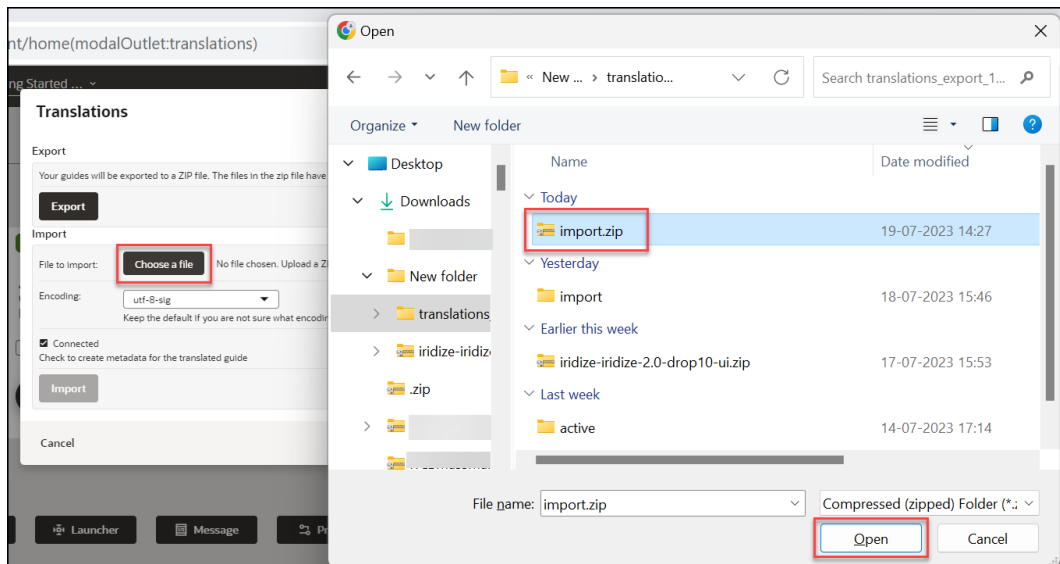 nt/home(modalOutlet:translations)
ng Started ...
Translations
Export
Your guides will be exported to a ZIP file. The files in the zip file have
Export
Import
File to import:
Choose a file
No file chosen. Upload a ZI
Encoding:
utf-8-sig
Keep the default if you are not sure what encodin
Connected
Check to create metadata for the translated guide
Import
Cancel
Launcher
Message
Pr
Open
« New ... › translatio...
Search translations_export_1...
Organize
New folder
?
Desktop
Downloads
New folder
translations_
iridize-iridize
.zip
Name
Date modified
Today
import.zip
19-07-2023 14:27
Yesterday
import
18-07-2023 15:46
Earlier this week
iridize-iridize-2.0-drop10-ui.zip
17-07-2023 15:53
Last week
active
14-07-2023 17:14
File name:
import.zip
Compressed (zipped) Folder (*.z
Open
Cancel